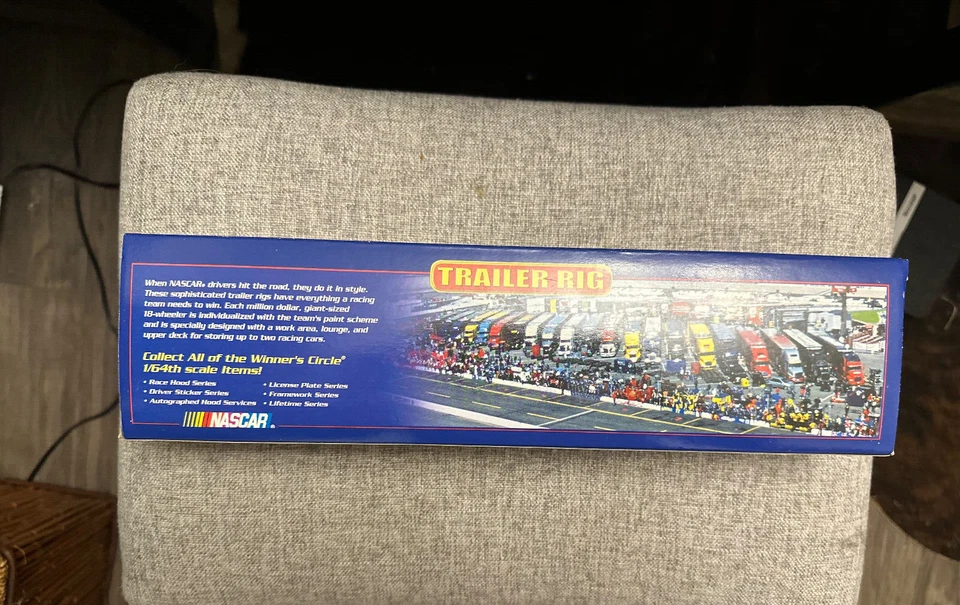 TRAILER RIG
When NASCAR® drivers hit the road, they do it in style.
These sophisticated trailer rigs have everything a racing
team needs to win. Each million dollar, giant-sized
18-wheeler is individualized with the team's paint scheme
and is specially designed with a work area, lounge, and
upper deck for storing up to two racing cars.
Collect All of the Winner's Circle®
1/64th scale Items!
• Race Hood Series
• Driver Sticker Series
• Autographed Hood Services
• License Plate Series
• Framework Series
• Lifetime Series
NASCAR®